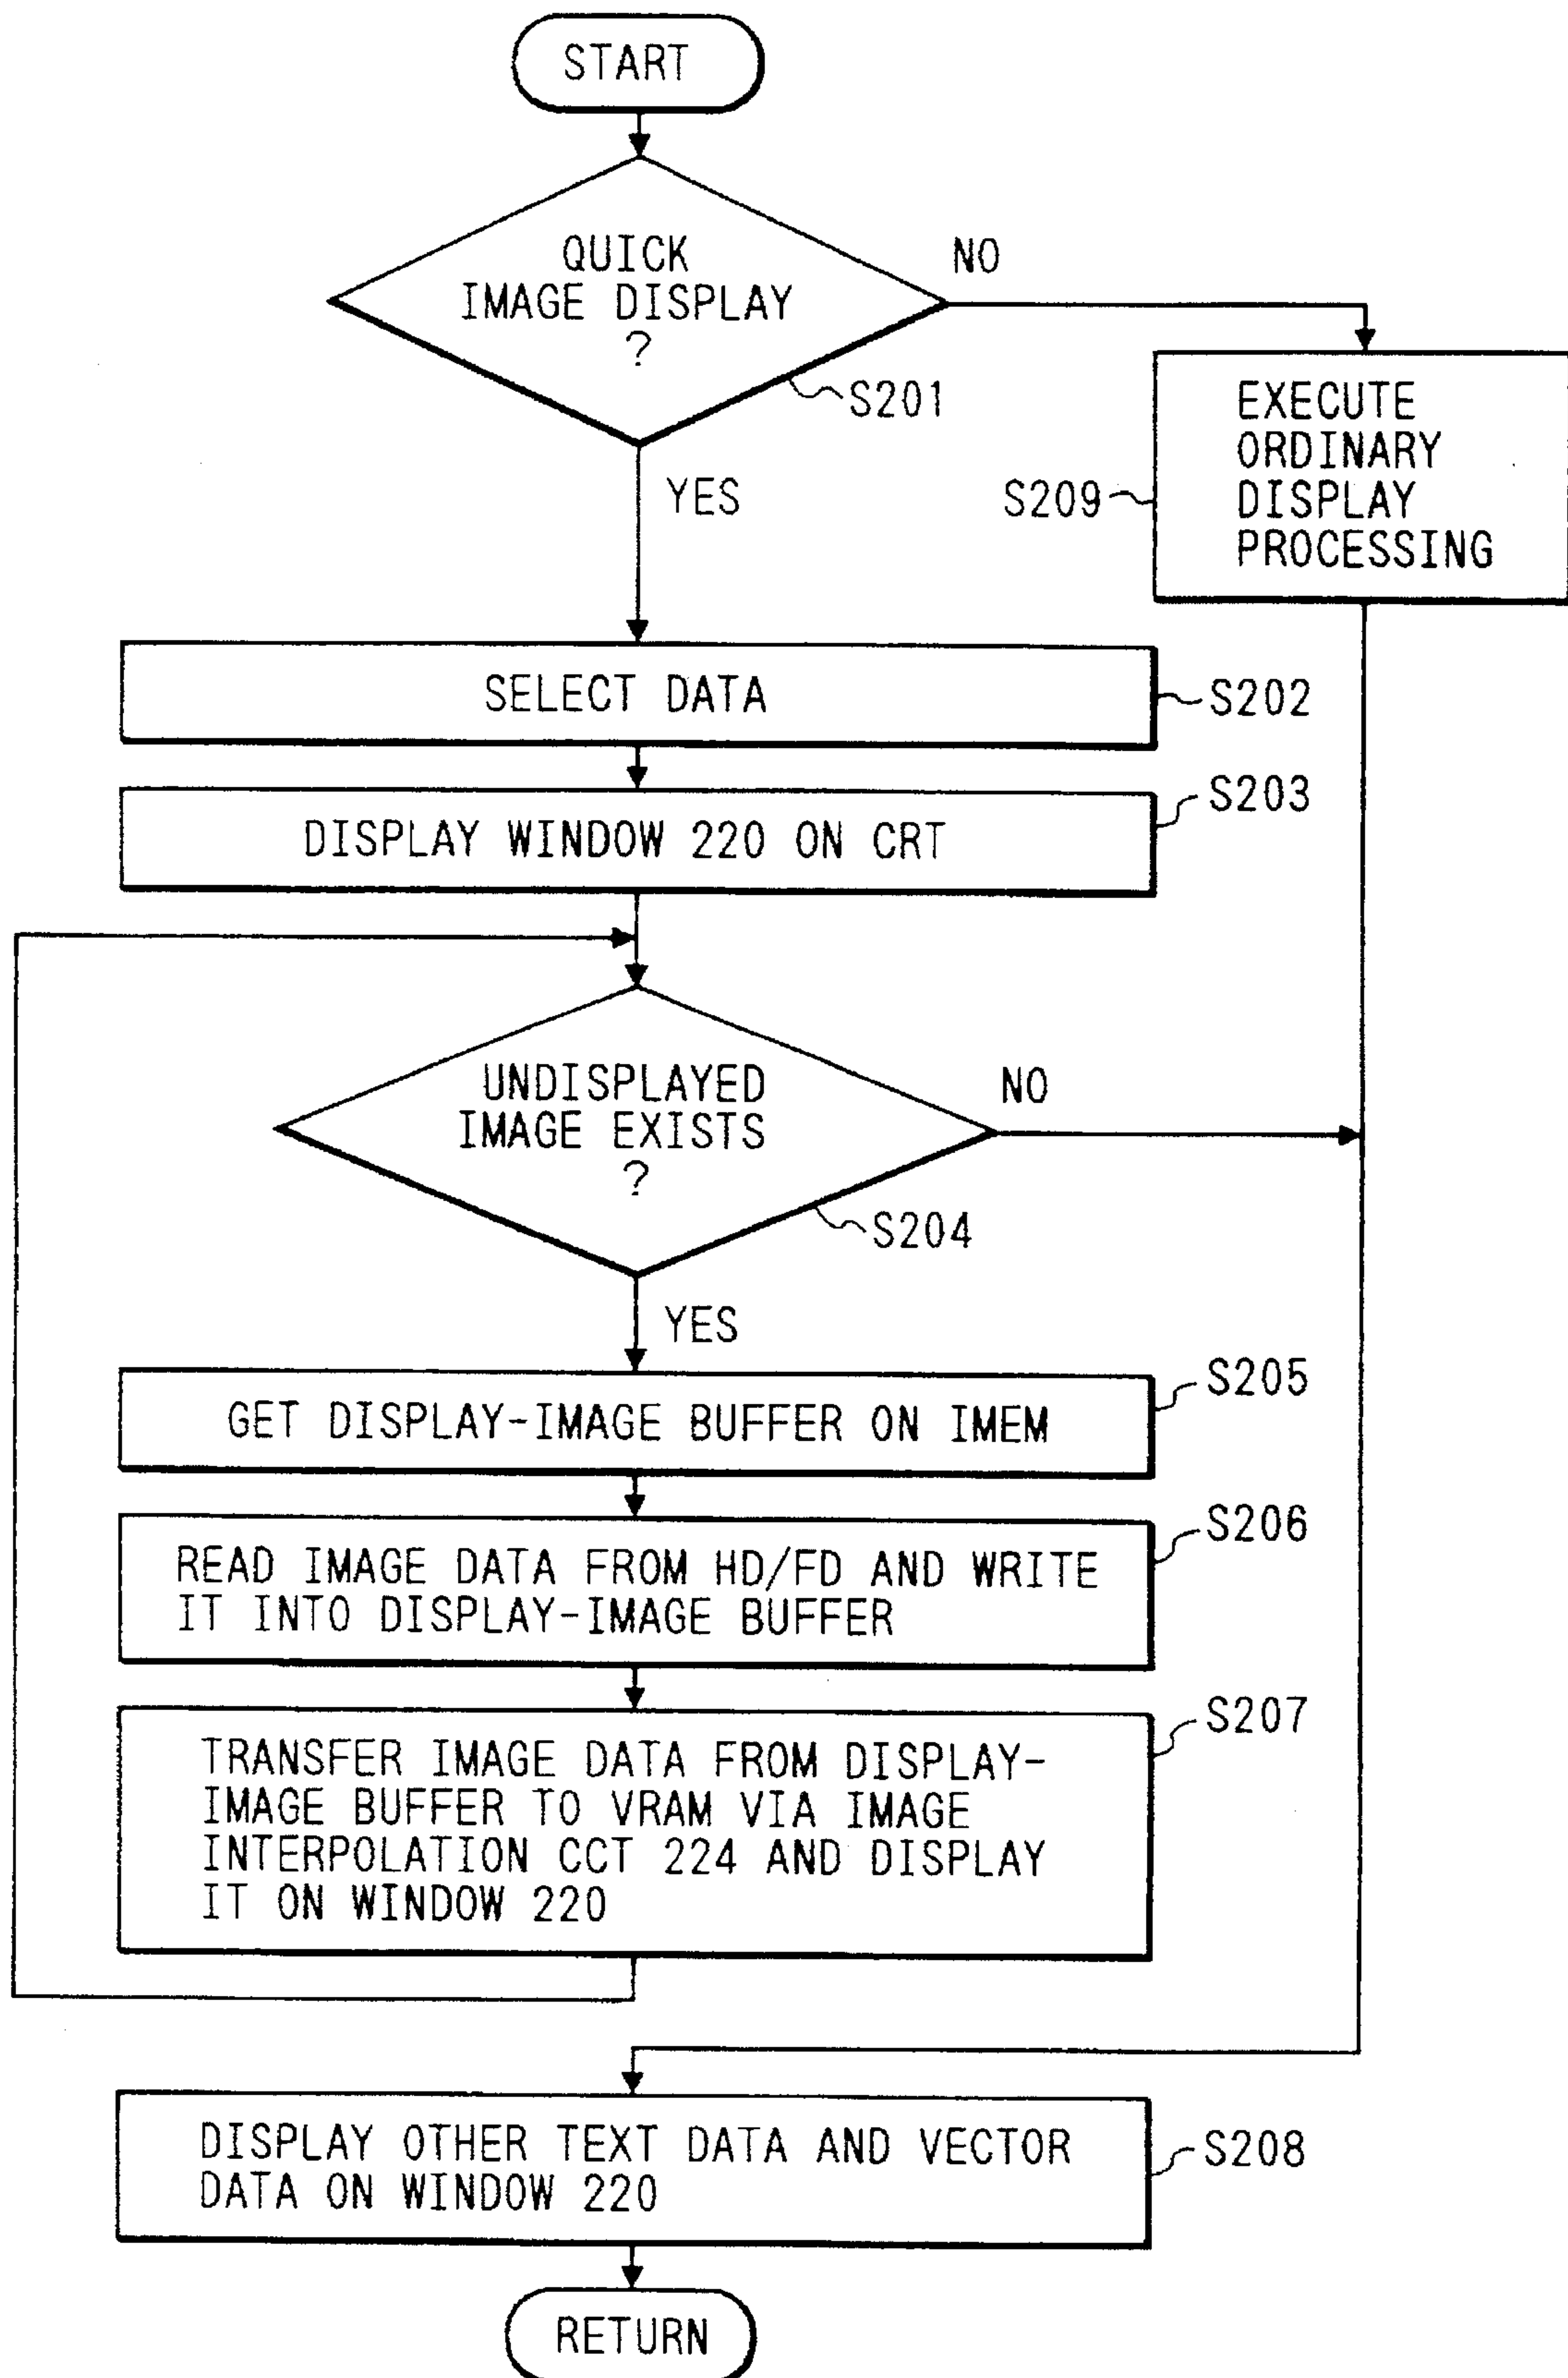 START
QUICK
IMAGE DISPLAY
?
NO
S201
YES
EXECUTE
ORDINARY
DISPLAY
PROCESSING
S209
SELECT DATA
S202
DISPLAY WINDOW 220 ON CRT
S203
UNDISPLAYED
IMAGE EXISTS
?
NO
S204
YES
GET DISPLAY-IMAGE BUFFER ON IMEM
S205
READ IMAGE DATA FROM HD/FD AND WRITE
IT INTO DISPLAY-IMAGE BUFFER
S206
TRANSFER IMAGE DATA FROM DISPLAY-
IMAGE BUFFER TO VRAM VIA IMAGE
INTERPOLATION CCT 224 AND DISPLAY
IT ON WINDOW 220
S207
DISPLAY OTHER TEXT DATA AND VECTOR
DATA ON WINDOW 220
S208
RETURN